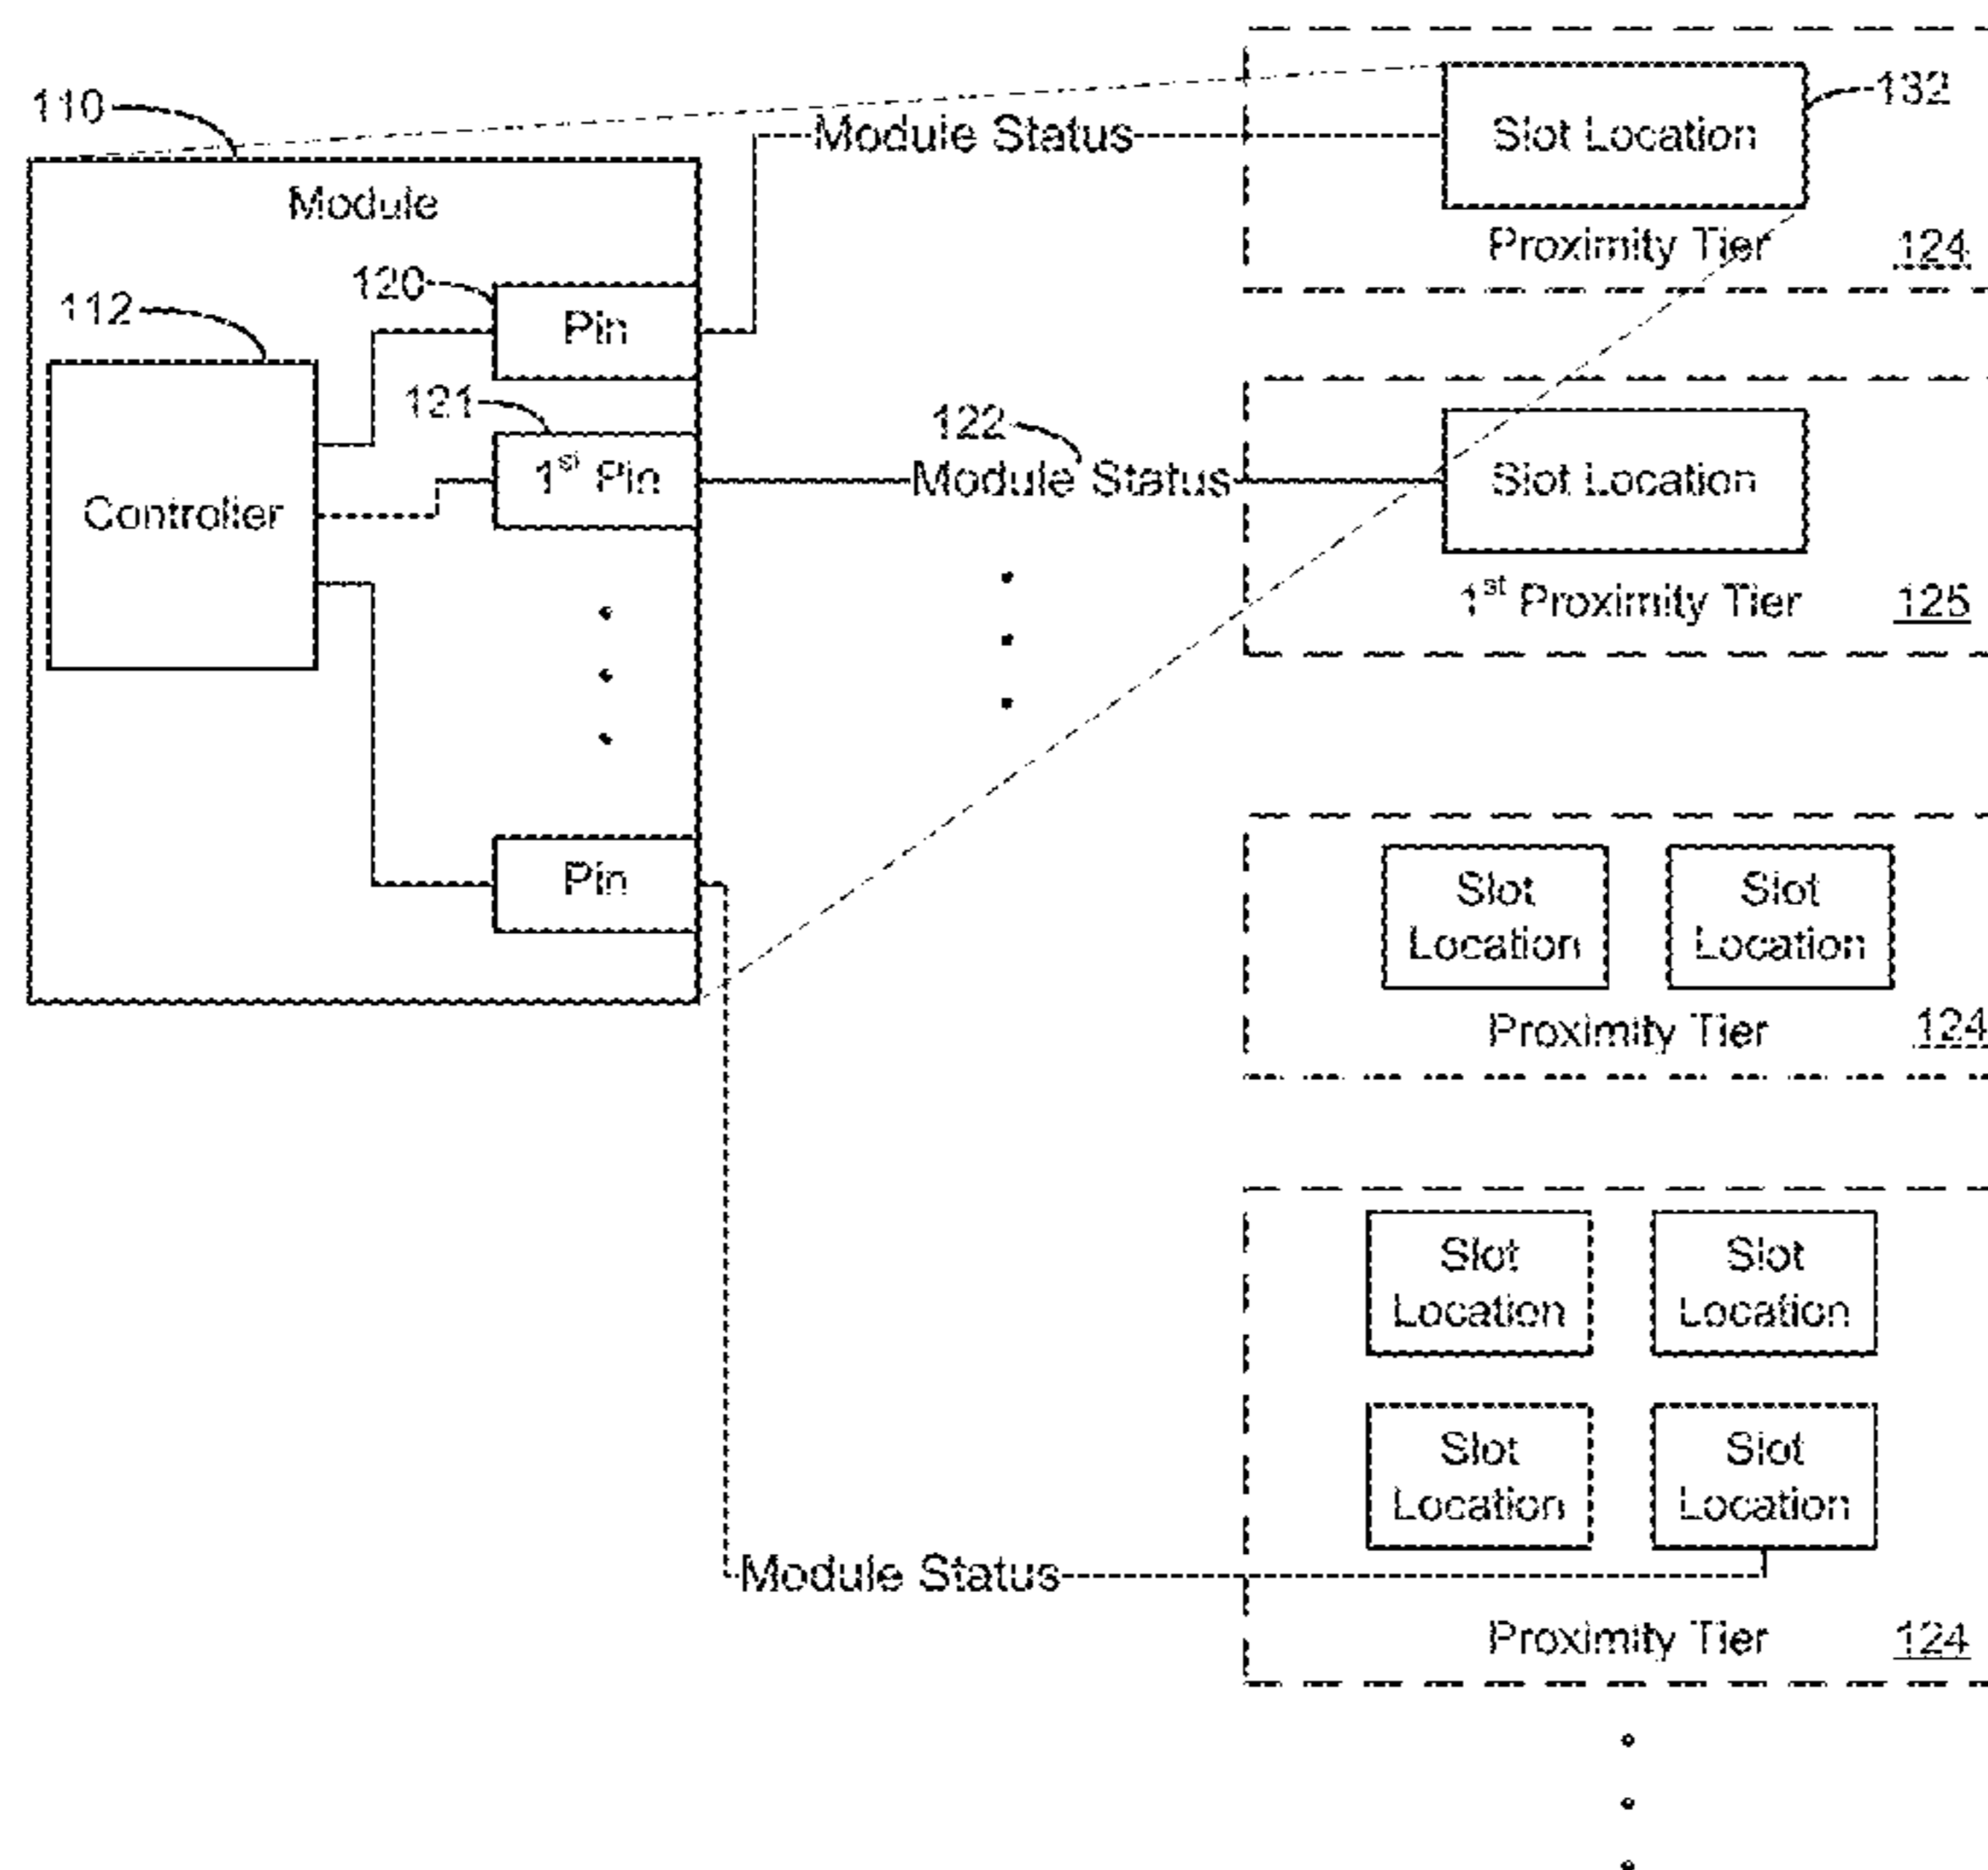 110
Module
112
Controller
120
Pin
121
1st Pin
Pin
Module Status
122
Module Status
Module Status
Slot Location
132
Proximity Tier 124
Slot Location
1st Proximity Tier 125
Slot
Location
Slot
Location
Proximity Tier 124
Slot
Location
Slot
Location
Slot
Location
Slot
Location
Proximity Tier 124